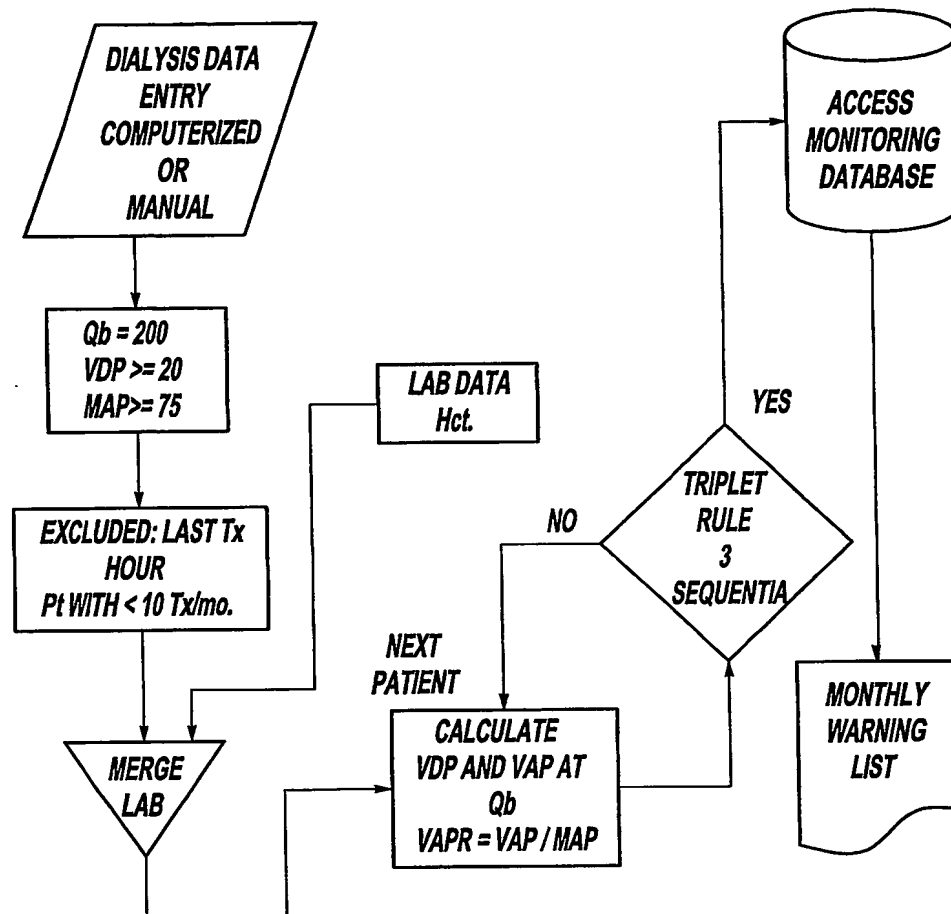 DIALYSIS DATA
ENTRY
COMPUTERIZED
OR
MANUAL
Qb = 200
VDP >= 20
MAP>= 75
EXCLUDED: LAST Tx
HOUR
Pt WITH < 10 Tx/mo.
MERGE
LAB
LAB DATA
Hct.
NEXT
PATIENT
CALCULATE
VDP AND VAP AT
Qb
VAPR = VAP / MAP
NO
TRIPLET
RULE
3
SEQUENTIA
YES
ACCESS
MONITORING
DATABASE
MONTHLY
WARNING
LIST